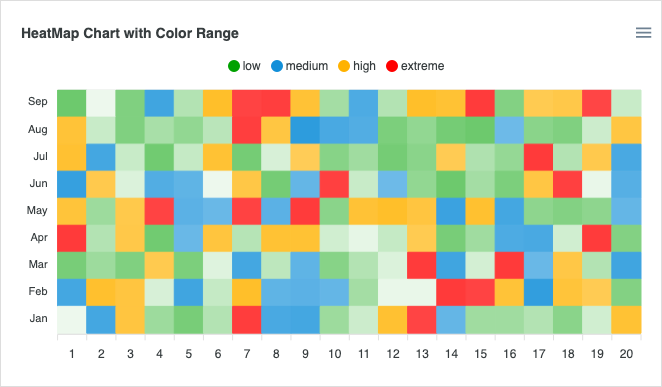 HeatMap Chart with Color Range
low medium high extreme
Sep
Aug
Jul
Jun
May
Apr
Mar
Feb
Jan
1 2 3 4 5 6 7 8 9 10 11 12 13 14 15 16 17 18 19 20